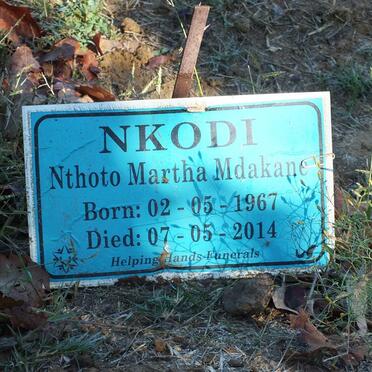 NKODI
Nthoto Martha Mdakane
Born: 02 - 05 - 1967
Died: 07 - 05 - 2014
Helping Hands Funerals